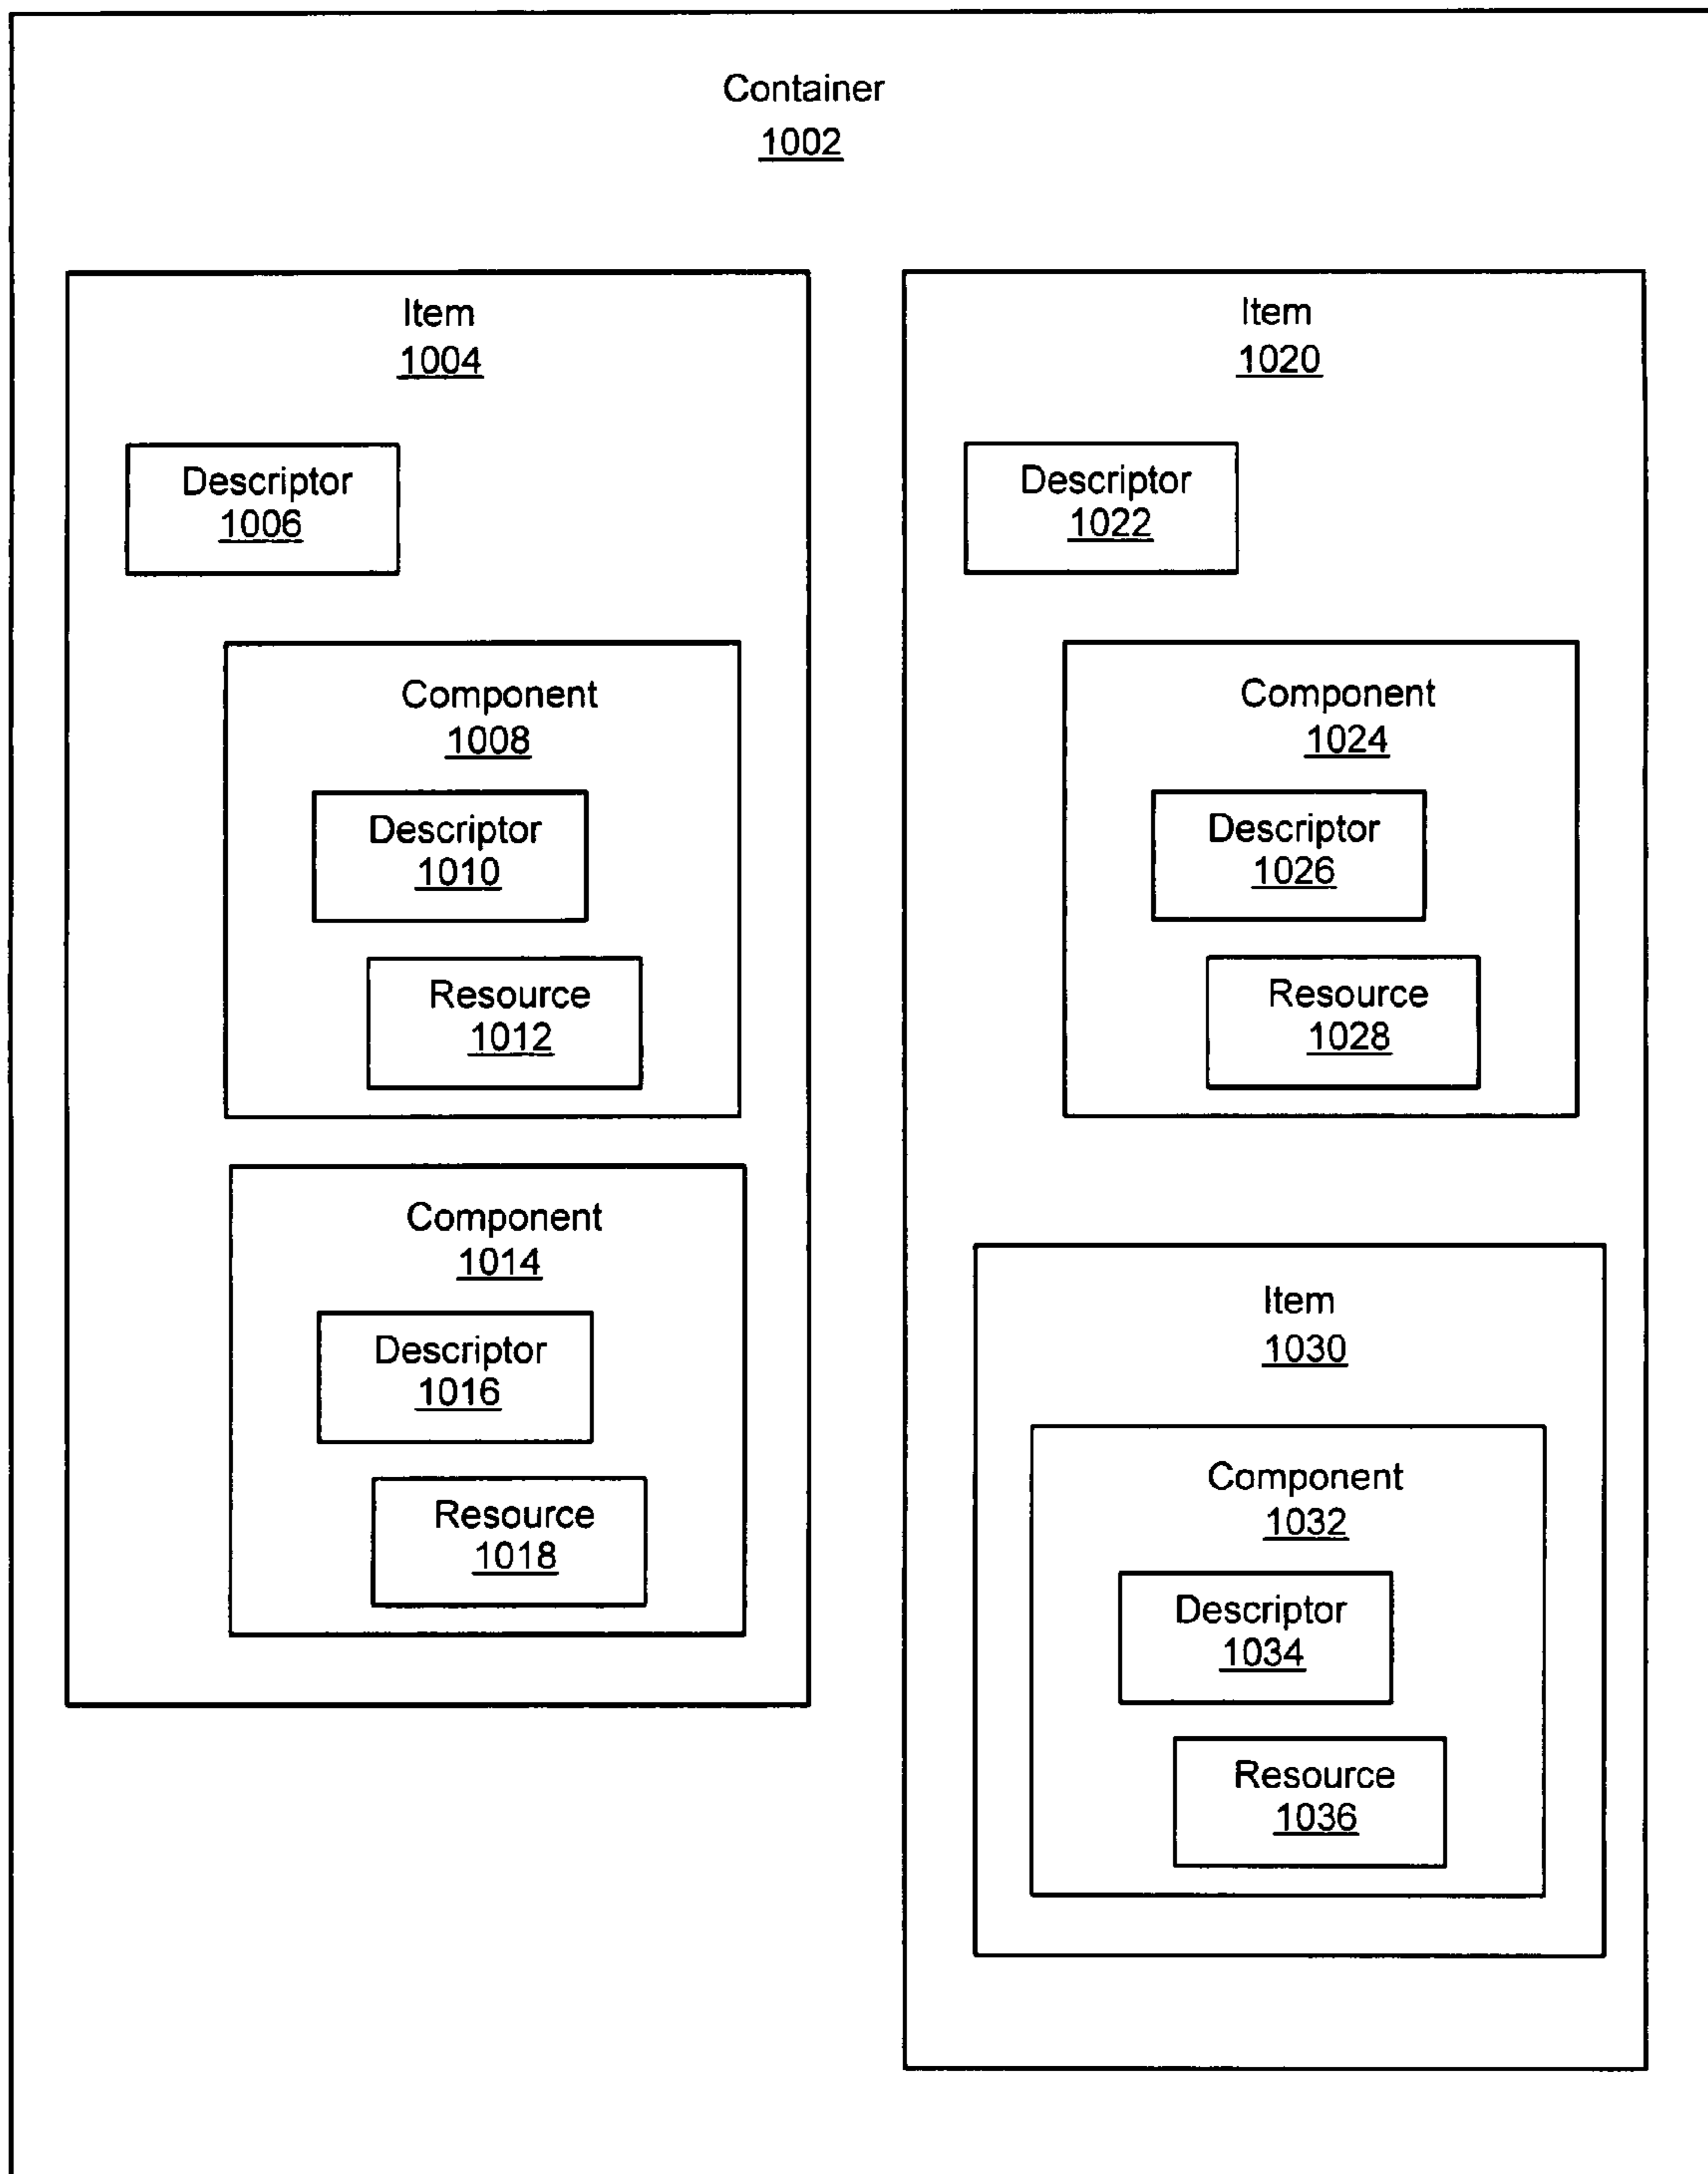 Container
1002
Item
1004
Descriptor
1006
Component
1008
Descriptor
1010
Resource
1012
Component
1014
Descriptor
1016
Resource
1018
Item
1020
Descriptor
1022
Component
1024
Descriptor
1026
Resource
1028
Item
1030
Component
1032
Descriptor
1034
Resource
1036